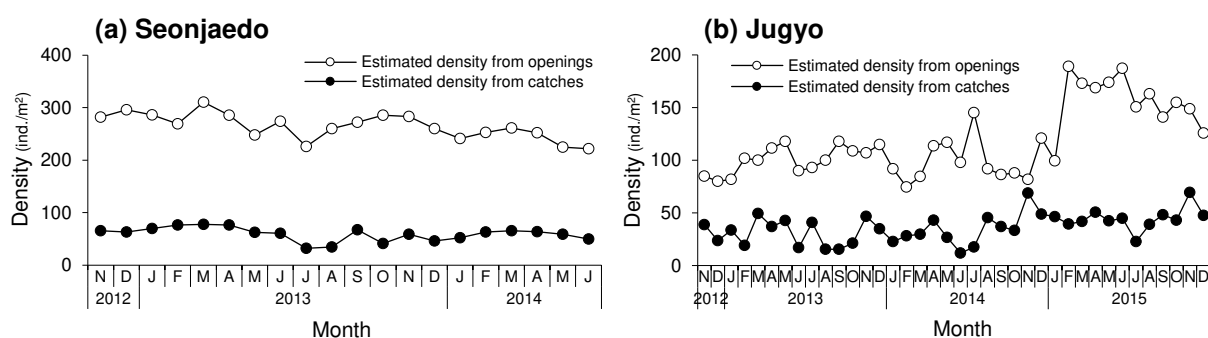 (a) Seonjaedo
400
300
200
100
0
Density (ind./m²)
Estimated density from openings
Estimated density from catches
N D J F M A M J J A S O N D J F M A M J
2012 2013 2014
Month
(b) Jugyo
200
150
100
50
0
Density (ind./m²)
Estimated density from openings
Estimated density from catches
N D J F M A M J J A S O N D J F M A M J J A S O N D J F M A M J J A S O N D
2012 2013 2014 2015
Month